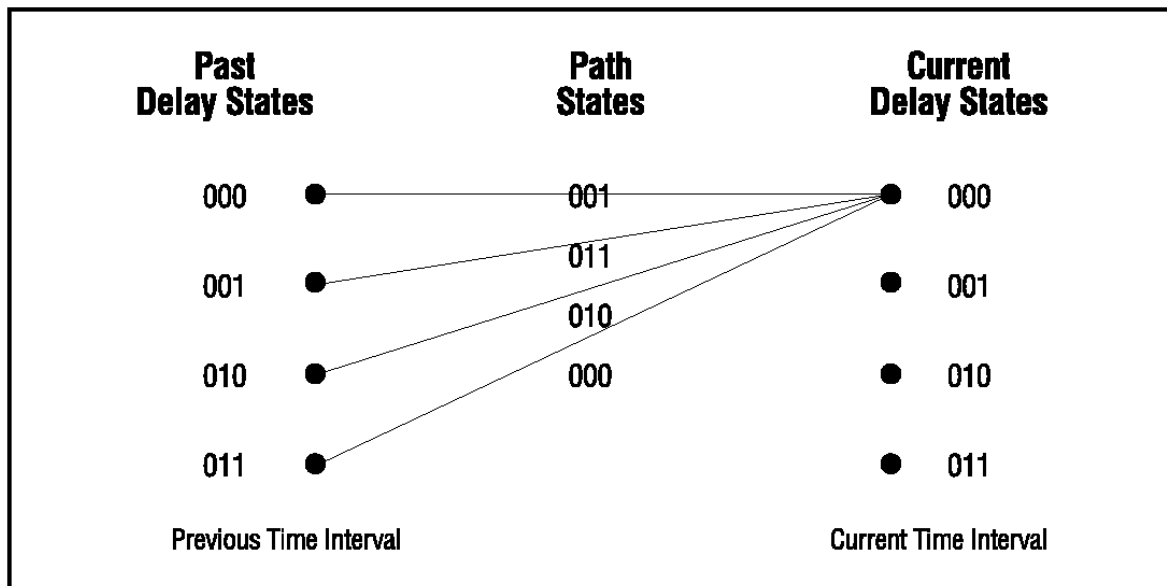 Past
Delay States
Path
States
Current
Delay States
000
001
000
011
001
001
010
010
000
010
011
011
Previous Time Interval
Current Time Interval